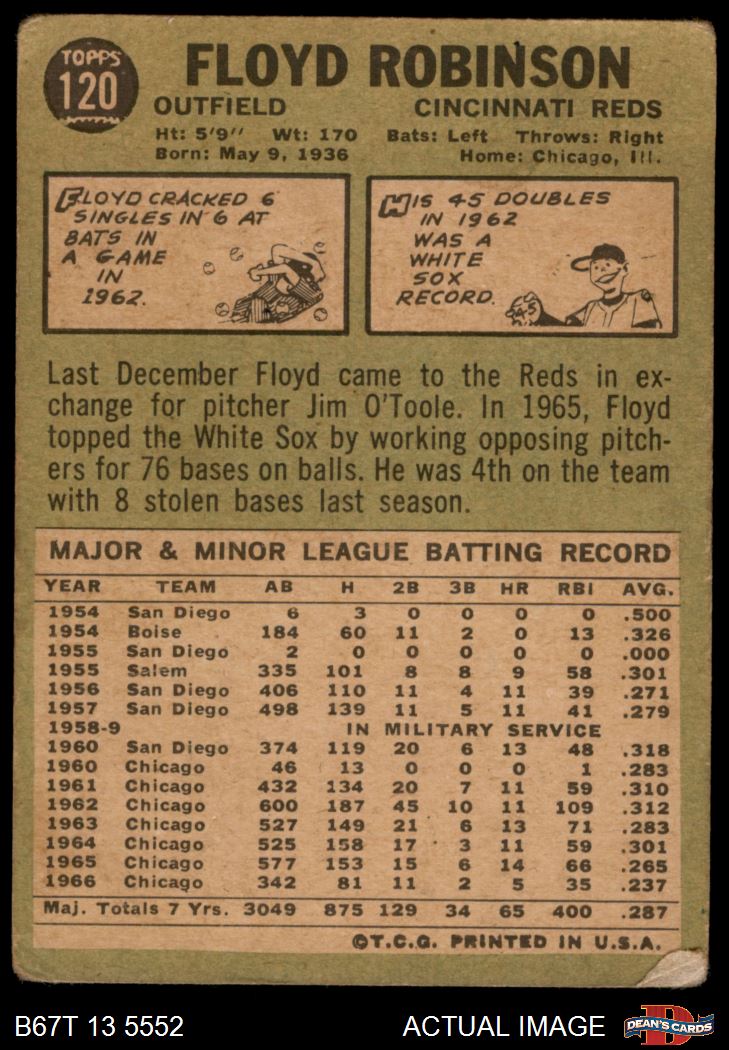 TOPPS
120
FLOYD ROBINSON
OUTFIELD CINCINNATI REDS
Ht: 5'9" Wt: 170 Bats: Left Throws: Right
Born: May 9, 1936 Home: Chicago, Ill.
FLOYD CRACKED 6
SINGLES IN 6 AT
BATS IN
A GAME
IN
1962.
HIS 45 DOUBLES
IN 1962
WAS A
WHITE
SOX
RECORD.
45
Last December Floyd came to the Reds in ex-
change for pitcher Jim O'Toole. In 1965, Floyd
topped the White Sox by working opposing pitch-
ers for 76 bases on balls. He was 4th on the team
with 8 stolen bases last season.
MAJOR & MINOR LEAGUE BATTING RECORD
YEAR TEAM AB H 2B 3B HR RBI AVG.
1954 San Diego 6 3 0 0 0 0 .500
1954 Boise 184 60 11 2 0 13 .326
1955 San Diego 2 0 0 0 0 0 .000
1955 Salem 335 101 8 8 9 58 .301
1956 San Diego 406 110 11 4 11 39 .271
1957 San Diego 498 139 11 5 11 41 .279
1958-9 IN MILITARY SERVICE
1960 San Diego 374 119 20 6 13 48 .318
1960 Chicago 46 13 0 0 0 1 .283
1961 Chicago 432 134 20 7 11 59 .310
1962 Chicago 600 187 45 10 11 109 .312
1963 Chicago 527 149 21 6 13 71 .283
1964 Chicago 525 158 17 3 11 59 .301
1965 Chicago 577 153 15 6 14 66 .265
1966 Chicago 342 81 11 2 5 35 .237
Maj. Totals 7 Yrs. 3049 875 129 34 65 400 .287
©T.C.G. PRINTED IN U.S.A.
B67T 13 5552 ACTUAL IMAGE DEAN'S CARDS